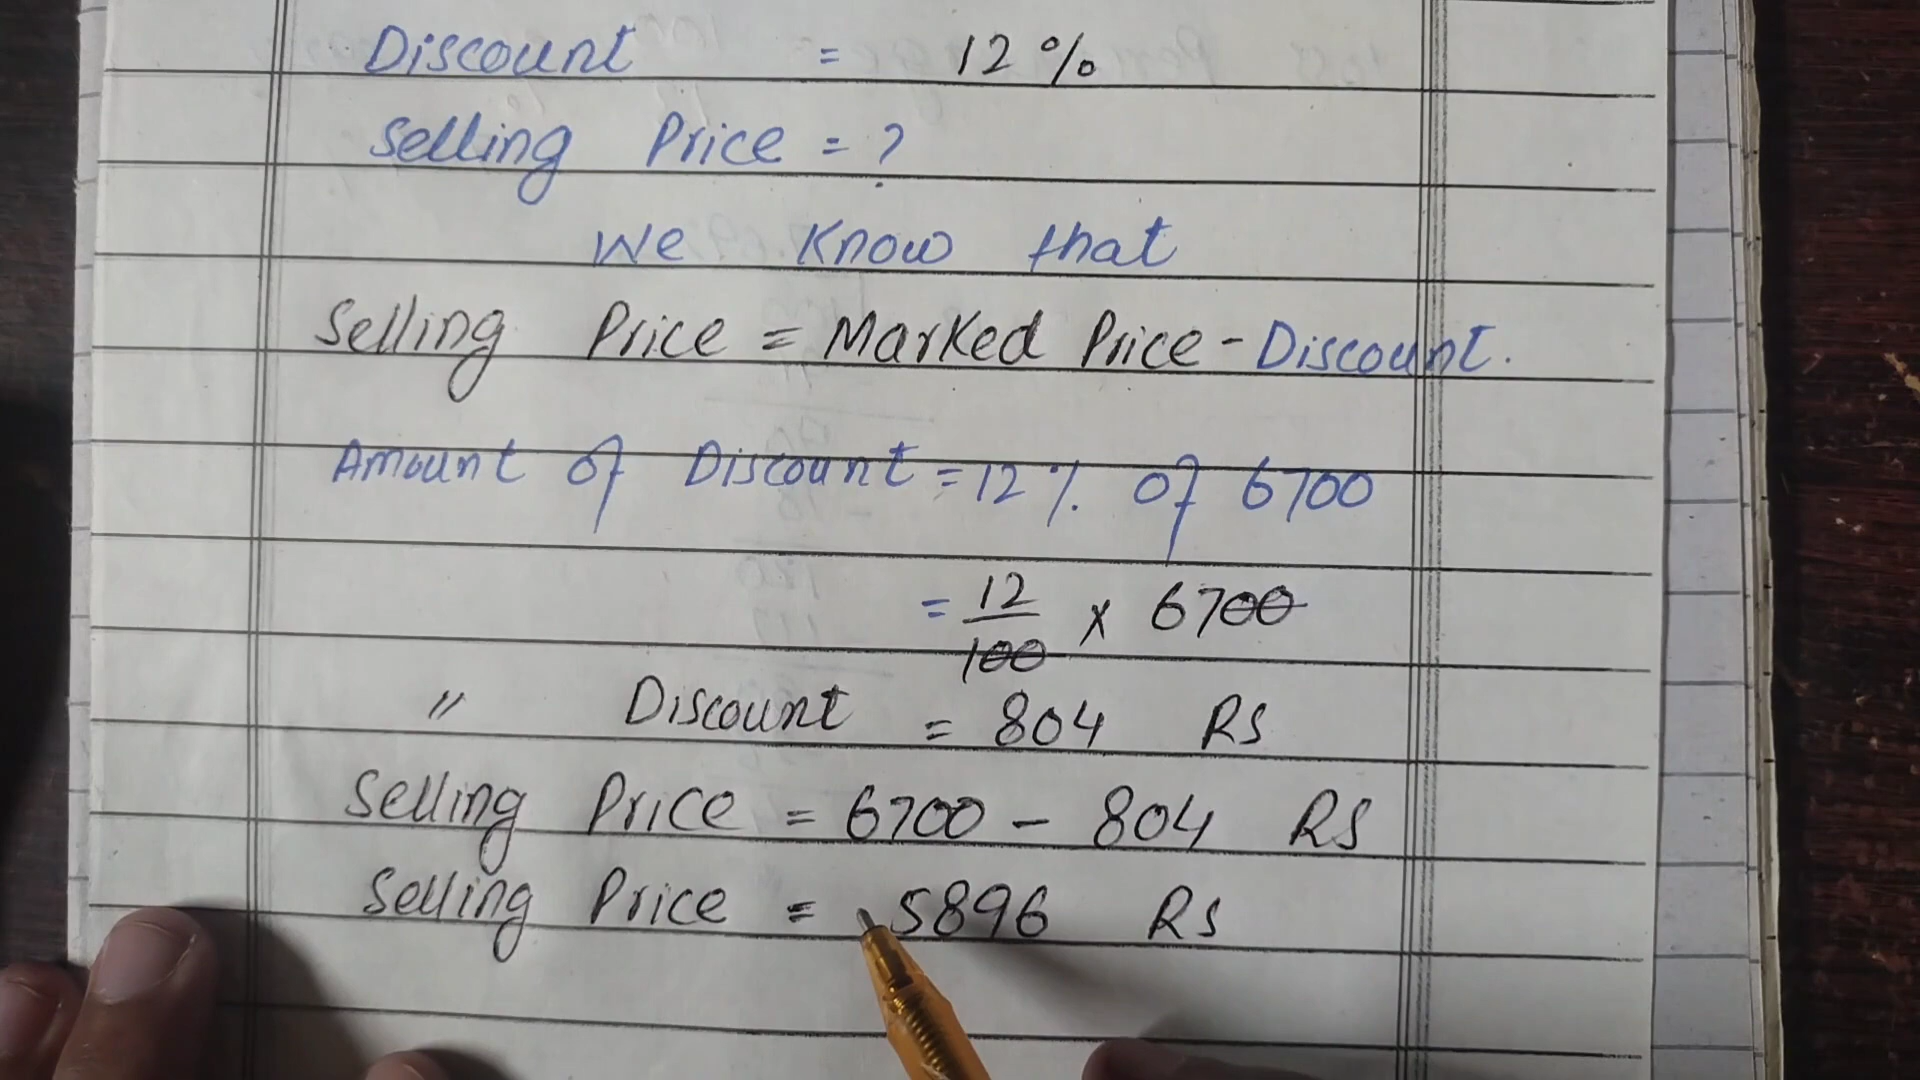 Discount = 12%
Selling Price = ?
We Know that
Selling Price = Marked Price - Discount.
Amount of Discount = 12% of 6700
= 12/100 x 6700
" Discount = 804 RS
Selling Price = 6700 - 804 RS
Selling Price = 5896 RS